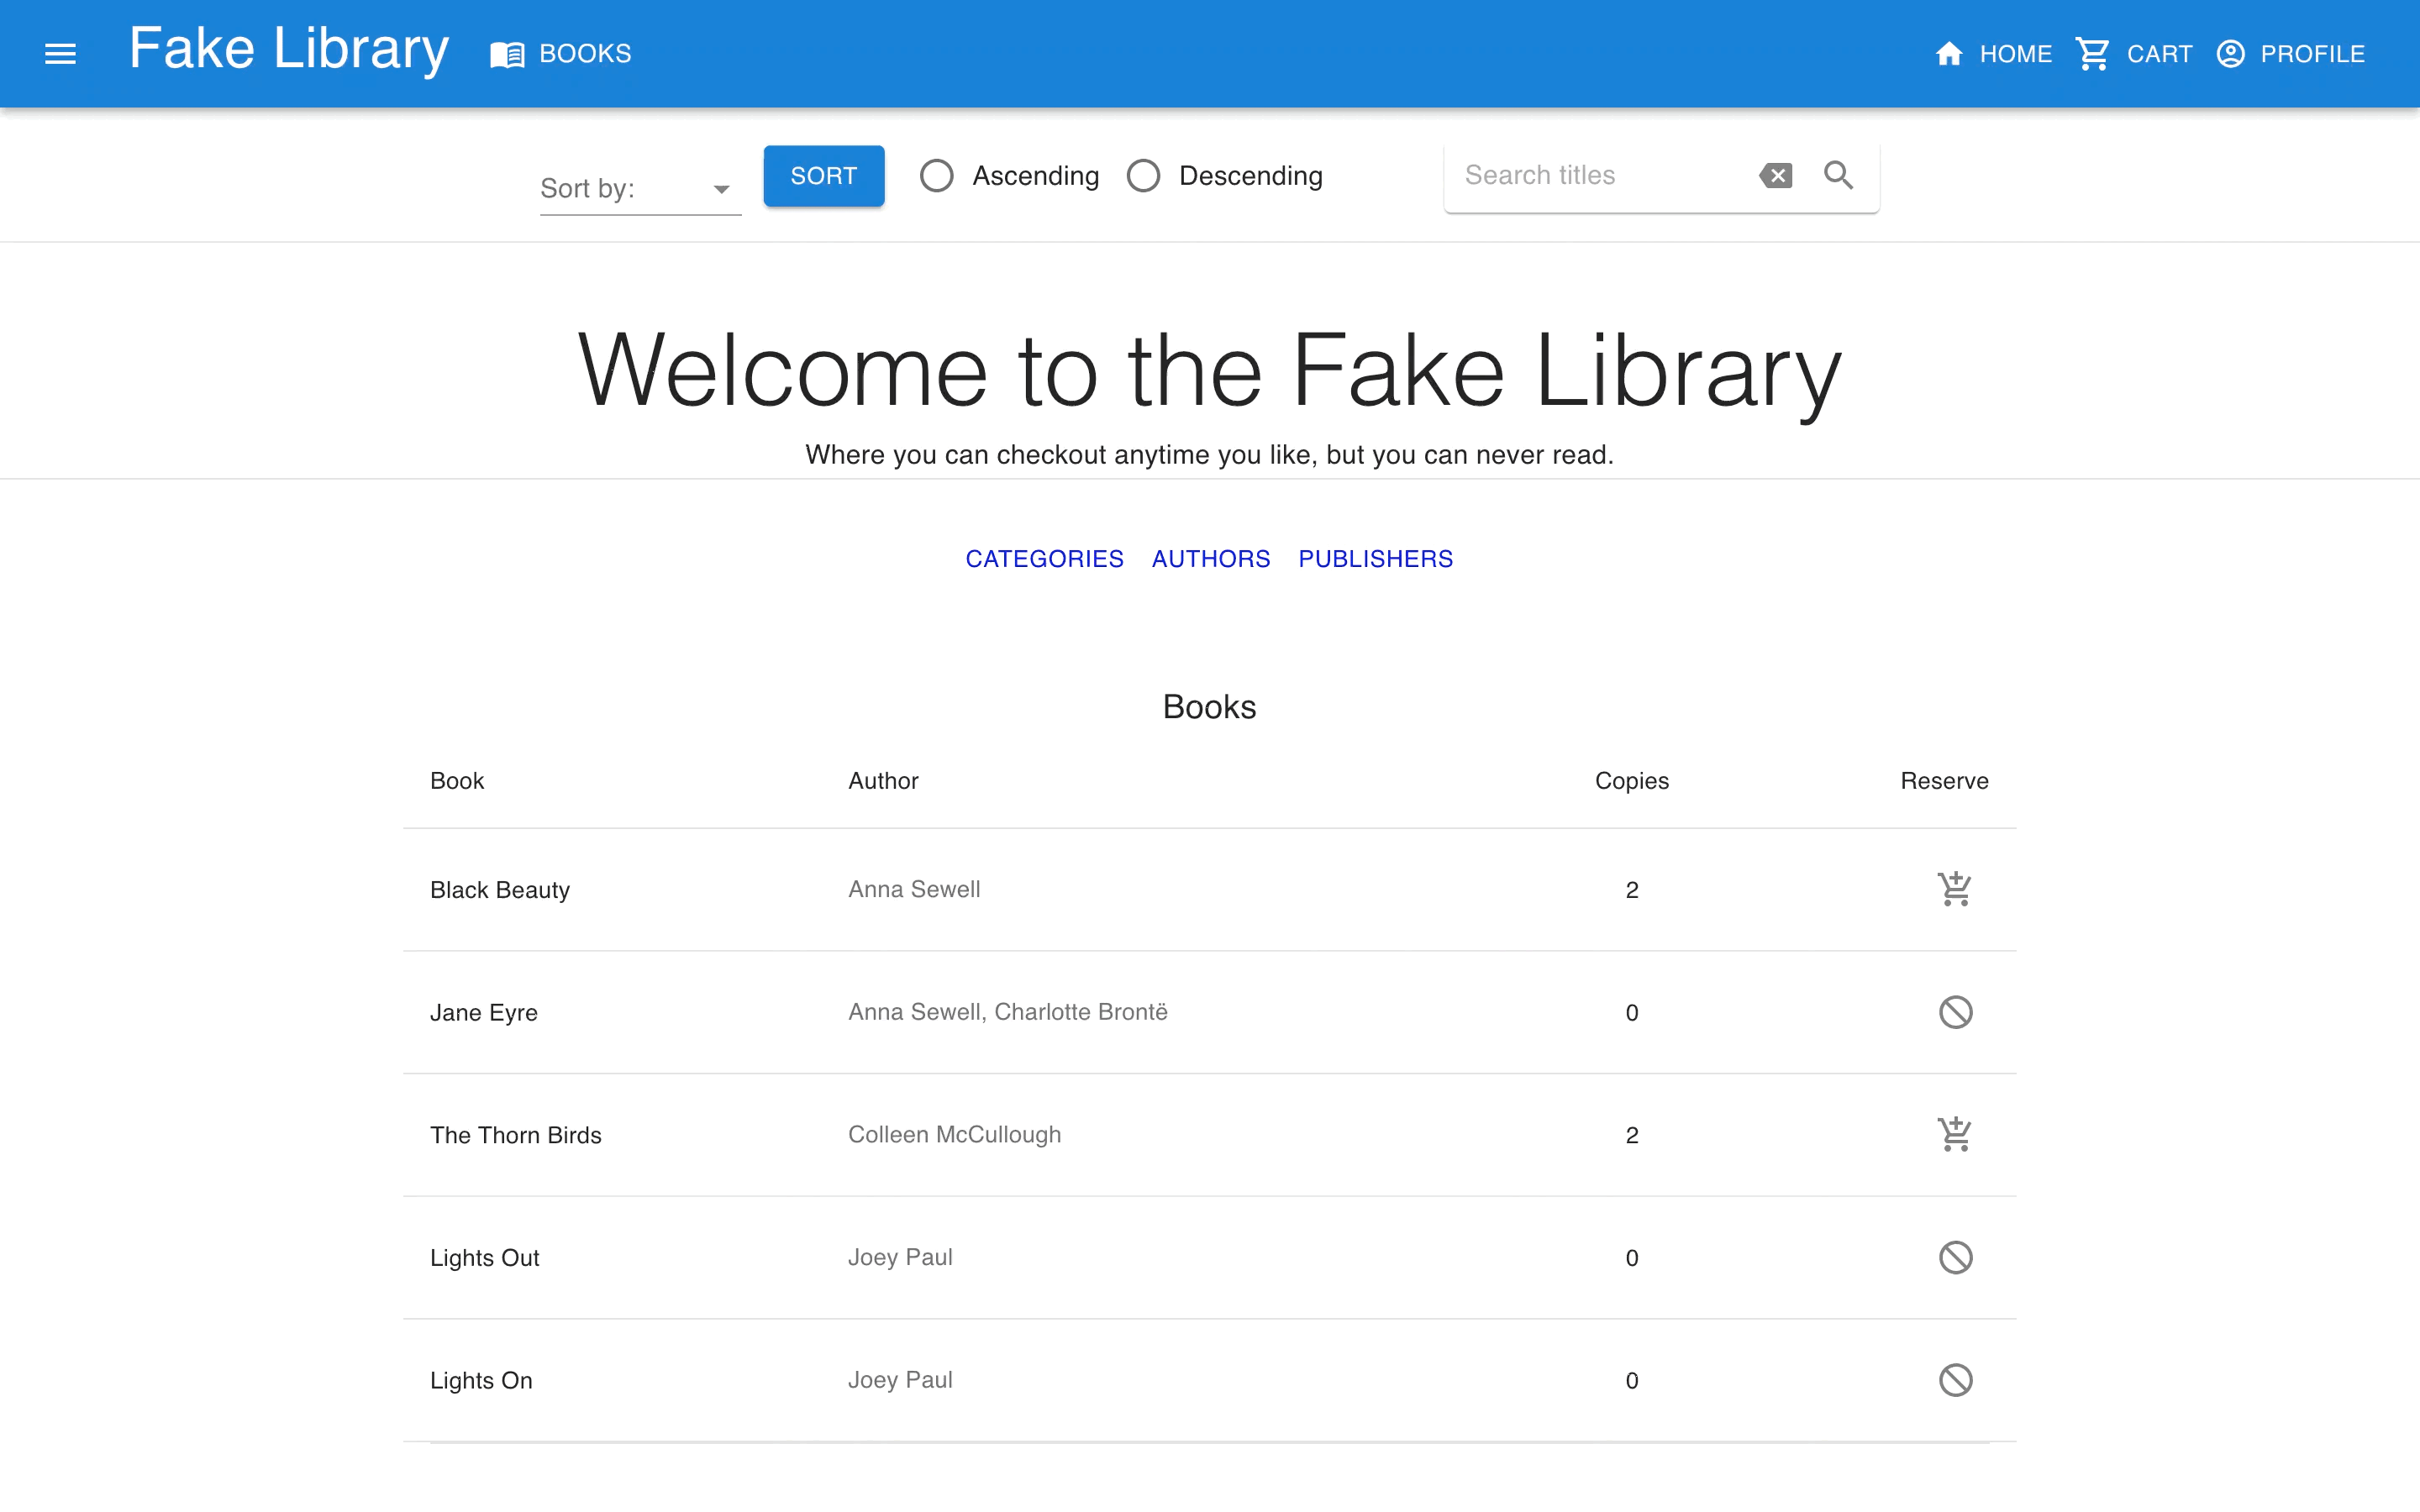 Fake Library BOOKS HOME CART PROFILE
Sort by: SORT Ascending Descending Search titles
Welcome to the Fake Library
Where you can checkout anytime you like, but you can never read.
CATEGORIES AUTHORS PUBLISHERS
Books
Book Author Copies Reserve
Black Beauty Anna Sewell 2
Jane Eyre Anna Sewell, Charlotte Brontë 0
The Thorn Birds Colleen McCullough 2
Lights Out Joey Paul 0
Lights On Joey Paul 0